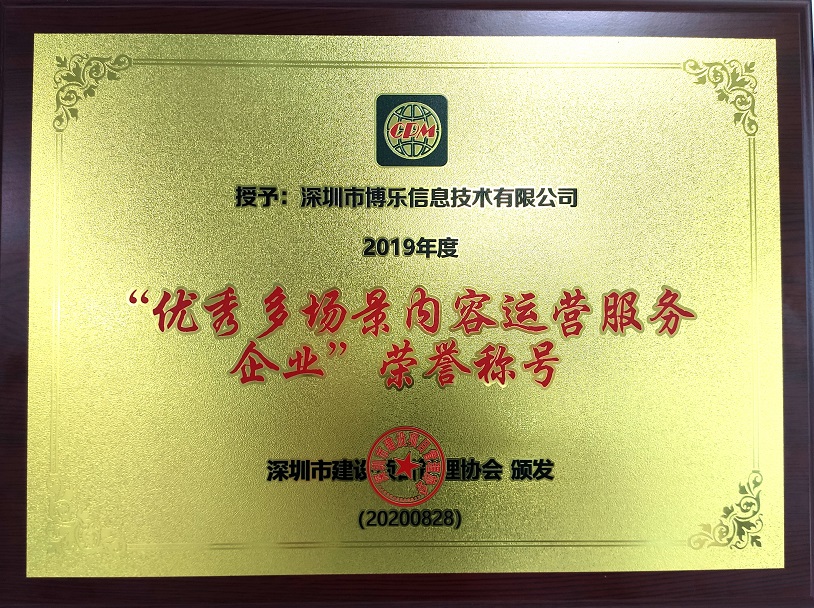 CPM
授予：深圳市博乐信息技术有限公司
2019年度
“优秀多场景内容运营服务
企业”荣誉称号
深圳市建设 理协会 颁发
(20200828)